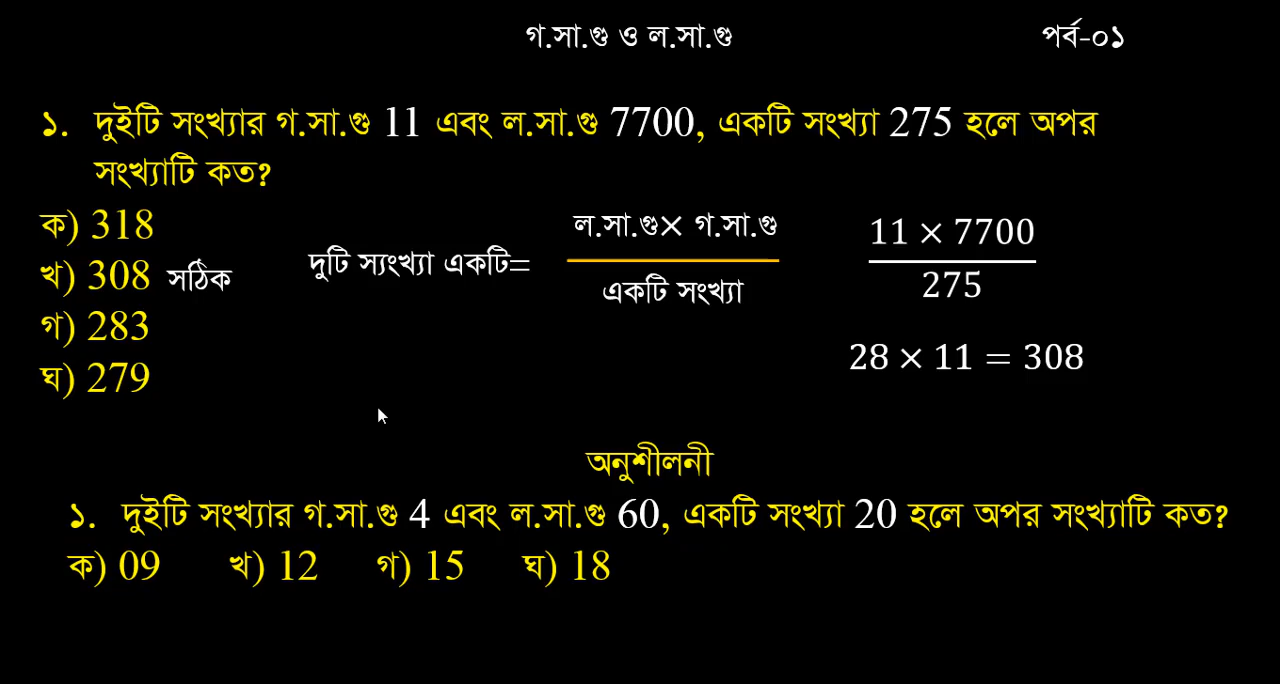 গ.সা.গু ও ল.সা.গু
পর্ব-০১
১. দুইটি সংখ্যার গ.সা.গু 11 এবং ল.সা.গু 7700, একটি সংখ্যা 275 হলে অপর
সংখ্যাটি কত?
ক) 318
খ) 308 সঠিক
গ) 283
ঘ) 279
দুটি স্যংখ্যা একটি=
ল.সা.গু× গ.সা.গু
একটি সংখ্যা
11 × 7700
275
28 × 11 = 308
অনুশীলনী
১. দুইটি সংখ্যার গ.সা.গু 4 এবং ল.সা.গু 60, একটি সংখ্যা 20 হলে অপর সংখ্যাটি কত?
ক) 09 খ) 12 গ) 15 ঘ) 18